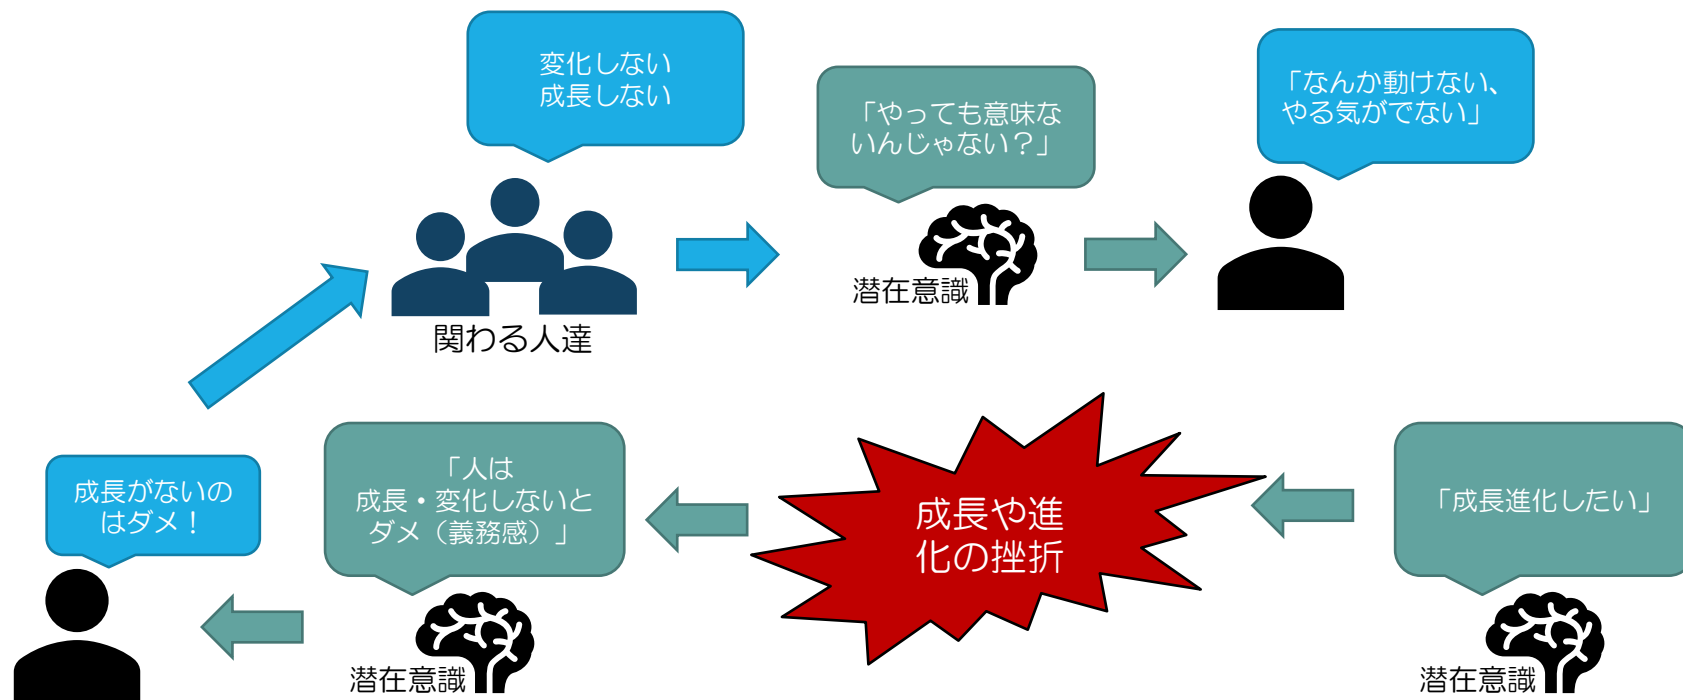 変化しない
成長しない
「やっても意味な
いんじゃない？」
「なんか動けない、
やる気がでない」
潜在意識
関わる人達
成長がないの
はダメ！
「人は
成長・変化しないと
ダメ（義務感）」
成長や進
化の挫折
「成長進化したい」
潜在意識
潜在意識